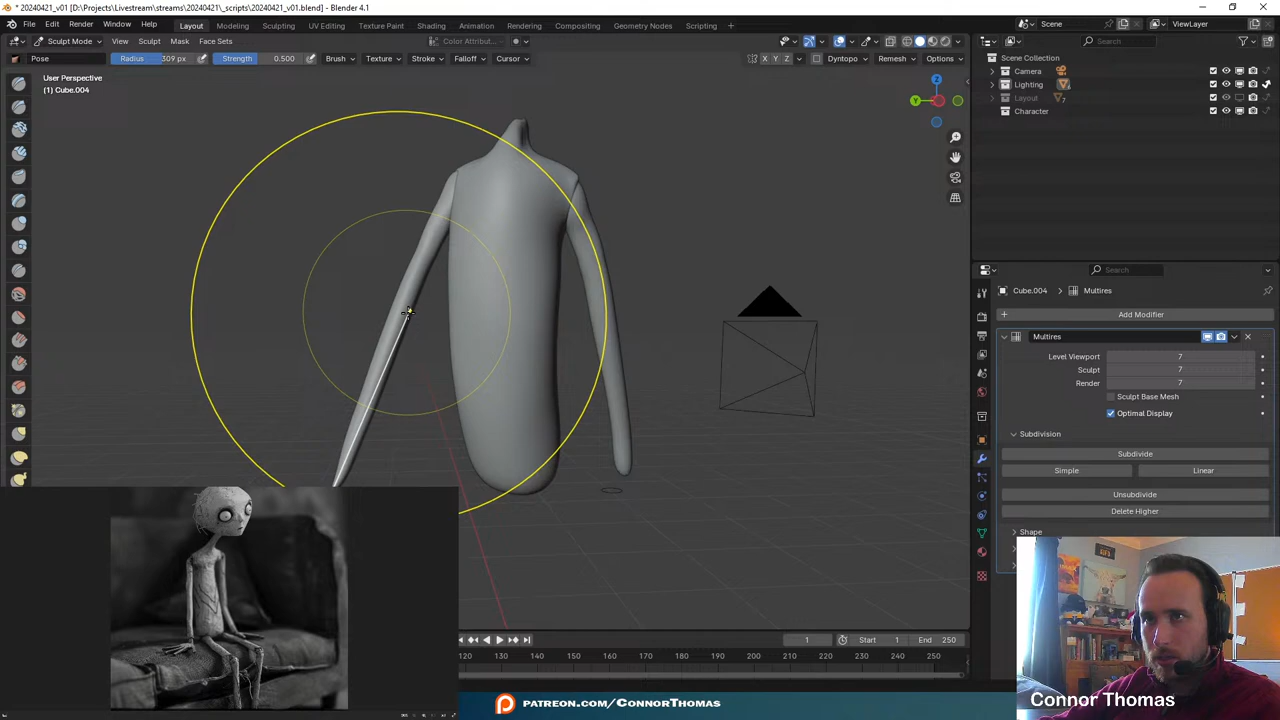 * 20240421_v01 [D:\Projects\Livestream\streams\20240421\_scripts\20240421_v01.blend] - Blender 4.1
File Edit Render Window Help Layout Modeling Sculpting UV Editing Texture Paint Shading Animation Rendering Compositing Geometry Nodes Scripting + Scene ViewLayer
Sculpt Mode View Sculpt Mask Face Sets Color Attribut... Search
Pose Radius 309 px Strength 0.500 Brush Texture Stroke Falloff Cursor X Y Z Dyntopo Remesh Options
User Perspective
(1) Cube.004
Scene Collection
Camera
Lighting
Layout 7
Character
Y
Z
Search
Cube.004 Multires
Add Modifier
Multires
Level Viewport 7
Sculpt 7
Render 7
Sculpt Base Mesh
Optimal Display
Subdivision
Subdivide
Simple Linear
Unsubdivide
Delete Higher
Shape
1 Start 1 End 250
120 130 140 150 160 170 180 190 200 210 220 230 240 250
PATREON.COM/CONNORTHOMAS
Connor Thomas